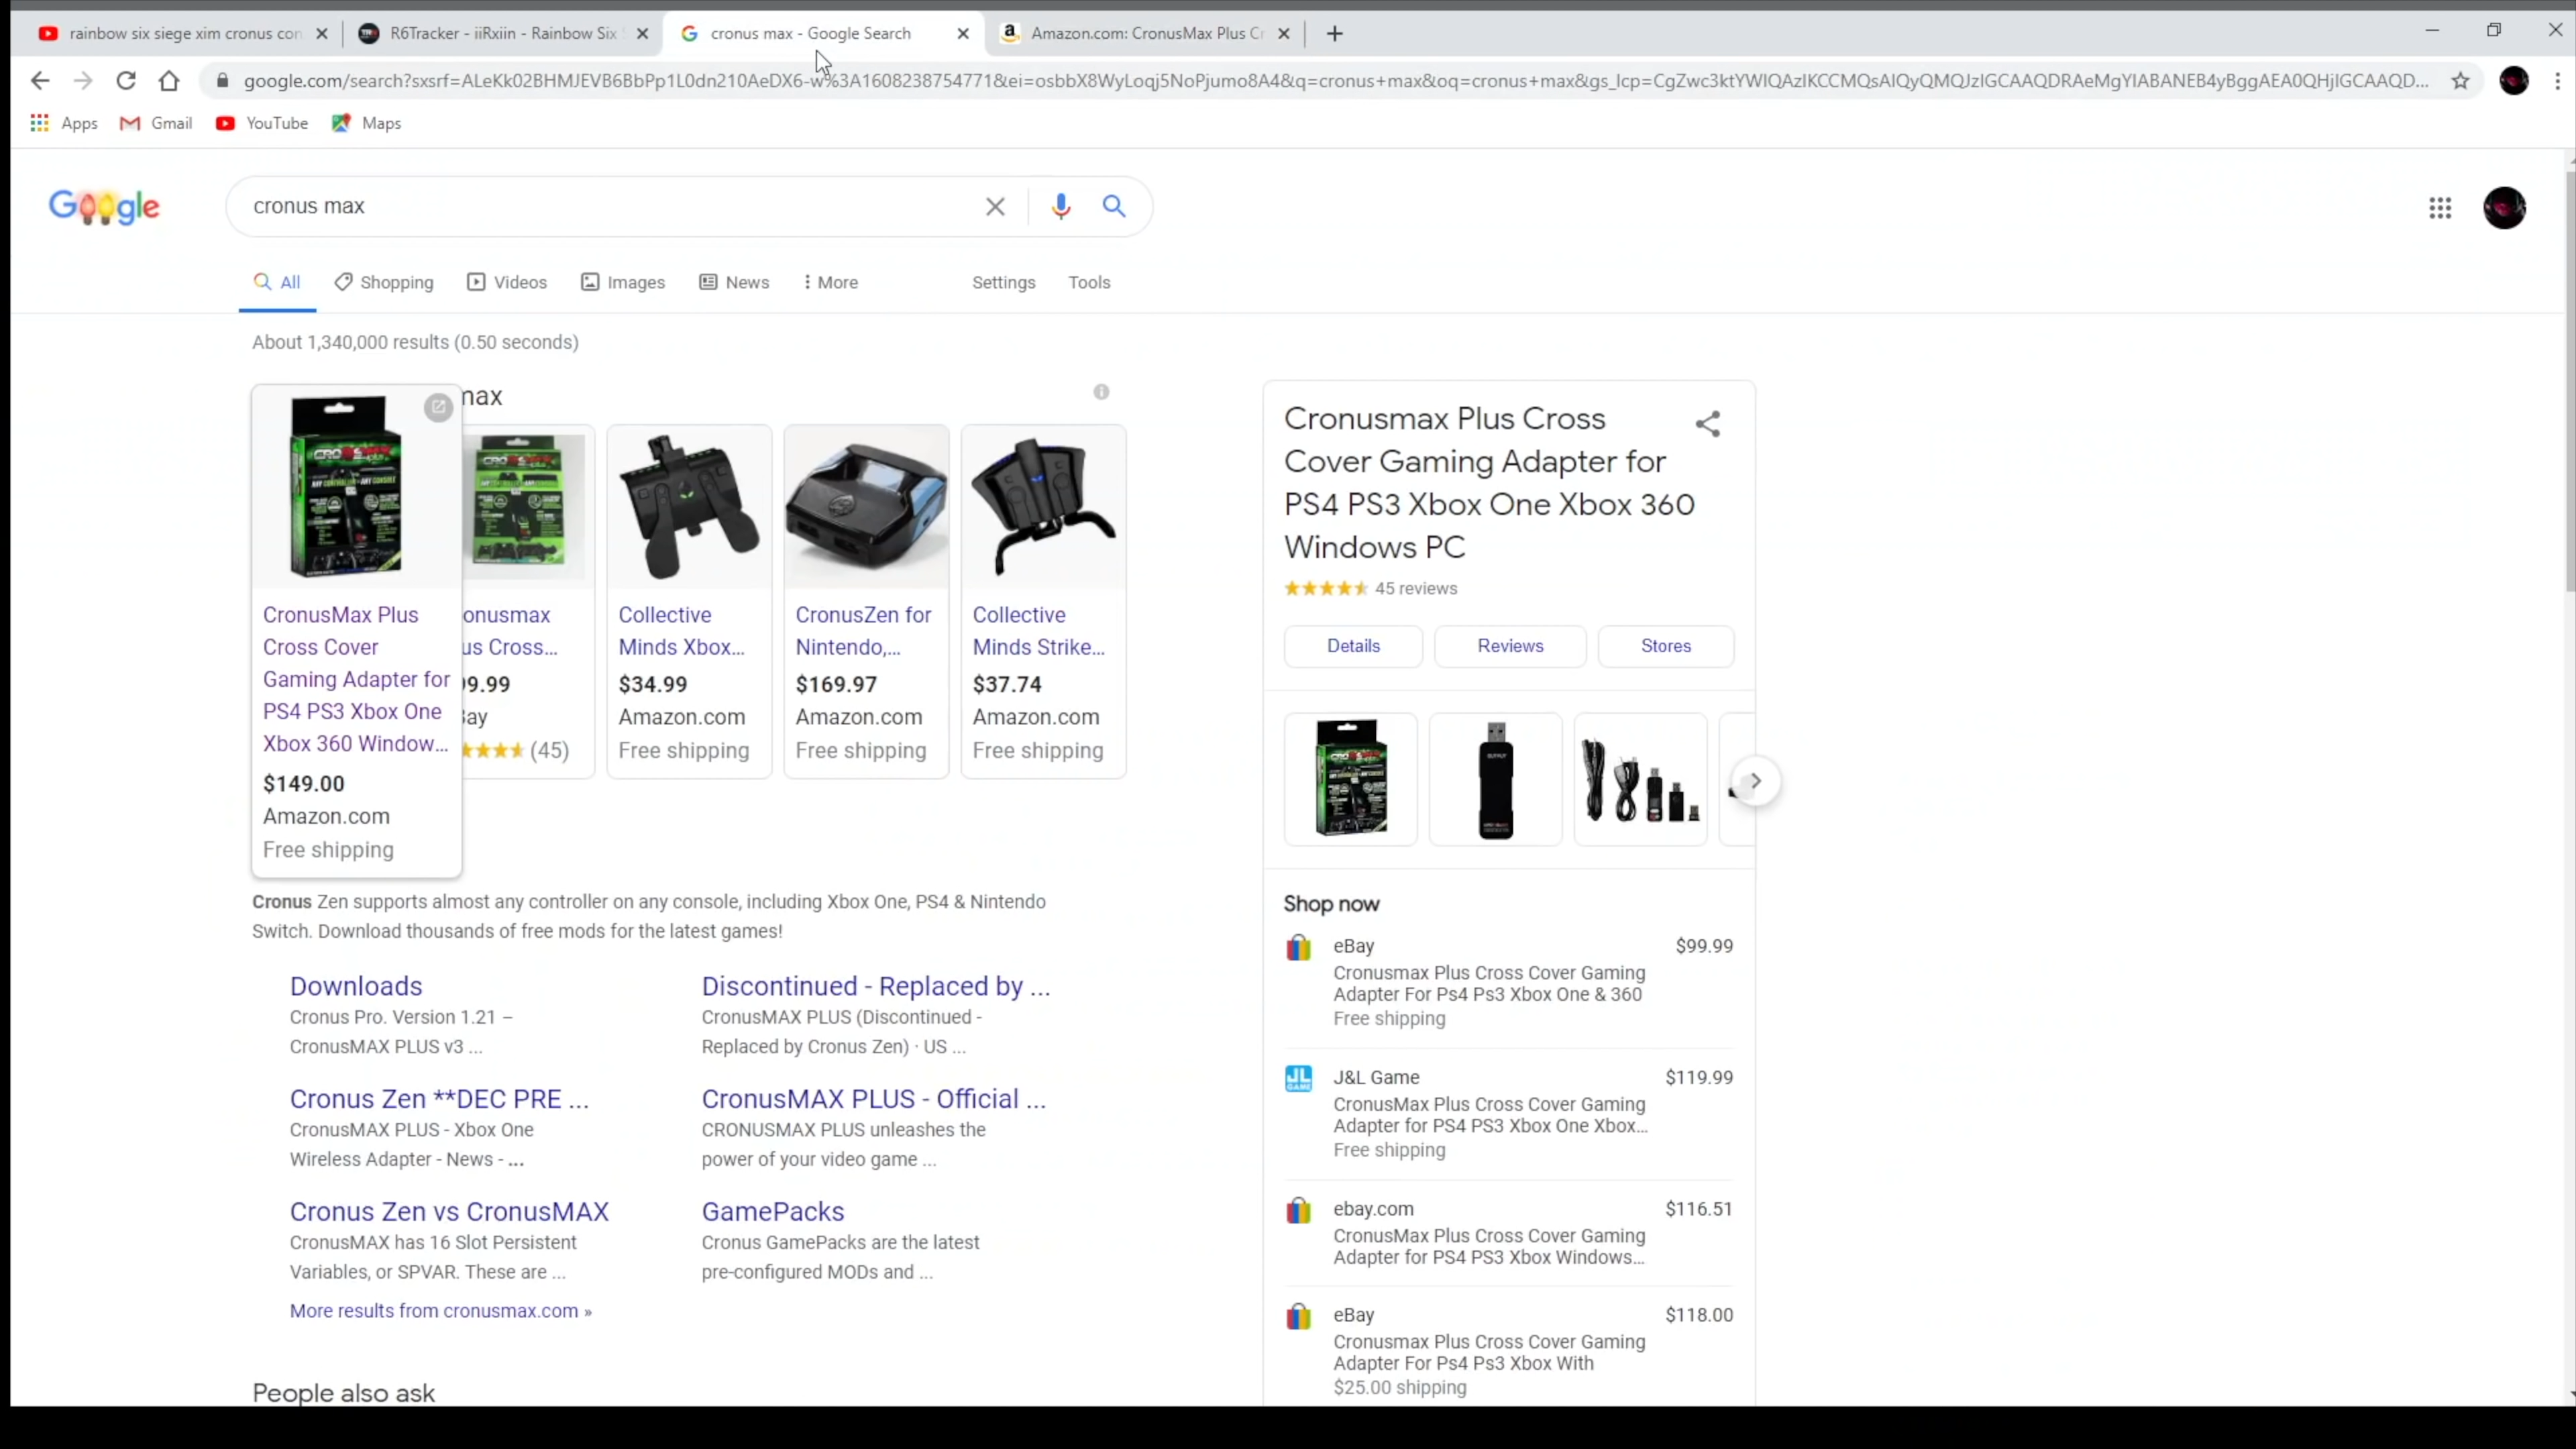 rainbow six siege xim cronus con
R6Tracker - iiRxiin - Rainbow Six
cronus max - Google Search
Amazon.com: CronusMax Plus Cr
google.com/search?sxsrf=ALeKk02BHMJEVB6BbPp1L0dn210AeDX6-w%3A1608238754771&ei=osbbX8WyLoqj5NoPjumo8A4&q=cronus+max&oq=cronus+max&gs_lcp=CgZwc3ktYWIQAzIKCCMQsAIQyQMQJzIGCAAQDRAeMgYIABANEB4yBggAEA0QHjIGCAAQD...
Apps Gmail YouTube Maps
Google
cronus max
All Shopping Videos Images News More Settings Tools
About 1,340,000 results (0.50 seconds)
max
CronusMax Plus
Cross Cover
Gaming Adapter for
PS4 PS3 Xbox One
Xbox 360 Window...
$149.00
Amazon.com
Free shipping
onusmax
us Cross...
99.99
Bay
(45)
Collective
Minds Xbox...
$34.99
Amazon.com
Free shipping
CronusZen for
Nintendo,...
$169.97
Amazon.com
Free shipping
Collective
Minds Strike...
$37.74
Amazon.com
Free shipping
Cronus Zen supports almost any controller on any console, including Xbox One, PS4 & Nintendo
Switch. Download thousands of free mods for the latest games!
Downloads
Cronus Pro. Version 1.21 –
CronusMAX PLUS v3 ...
Discontinued - Replaced by ...
CronusMAX PLUS (Discontinued -
Replaced by Cronus Zen) · US ...
Cronus Zen **DEC PRE ...
CronusMAX PLUS - Xbox One
Wireless Adapter - News - ...
CronusMAX PLUS - Official ...
CRONUSMAX PLUS unleashes the
power of your video game ...
Cronus Zen vs CronusMAX
CronusMAX has 16 Slot Persistent
Variables, or SPVAR. These are ...
GamePacks
Cronus GamePacks are the latest
pre-configured MODs and ...
More results from cronusmax.com »
People also ask
Cronusmax Plus Cross
Cover Gaming Adapter for
PS4 PS3 Xbox One Xbox 360
Windows PC
45 reviews
Details Reviews Stores
Shop now
eBay $99.99
Cronusmax Plus Cross Cover Gaming
Adapter For Ps4 Ps3 Xbox One & 360
Free shipping
J&L Game $119.99
CronusMax Plus Cross Cover Gaming
Adapter for PS4 PS3 Xbox One Xbox...
Free shipping
ebay.com $116.51
CronusMax Plus Cross Cover Gaming
Adapter for PS4 PS3 Xbox Windows...
eBay $118.00
Cronusmax Plus Cross Cover Gaming
Adapter For Ps4 Ps3 Xbox With
$25.00 shipping